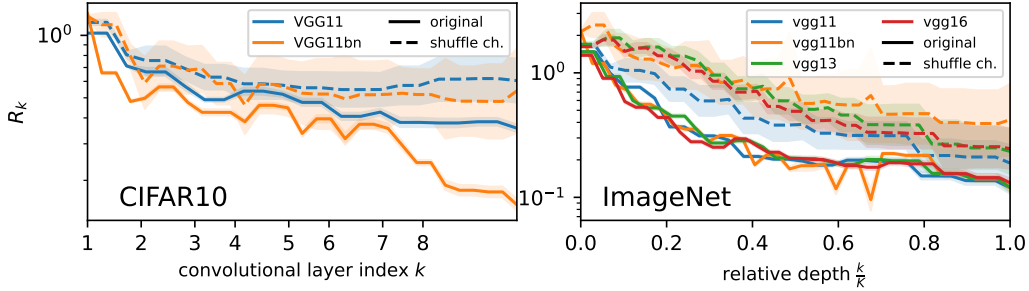 VGG11
VGG11bn
original
shuffle ch.
10⁰
R_k
CIFAR10
1 2 3 4 5 6 7 8
convolutional layer index k
vgg11
vgg11bn
vgg13
vgg16
original
shuffle ch.
10⁰
10⁻¹
ImageNet
0.0 0.2 0.4 0.6 0.8 1.0
relative depth k/K